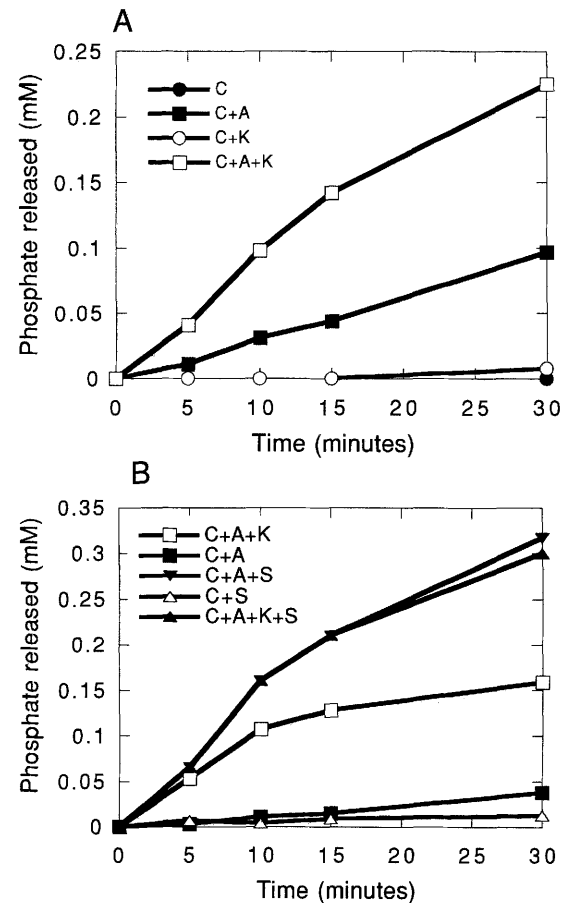 A
Phosphate released (mM)
0.25
0.2
0.15
0.1
0.05
0
C
C+A
C+K
C+A+K
0 5 10 15 20 25 30
Time (minutes)
B
Phosphate released (mM)
0.35
0.3
0.25
0.2
0.15
0.1
0.05
0
C+A+K
C+A
C+A+S
C+S
C+A+K+S
0 5 10 15 20 25 30
Time (minutes)